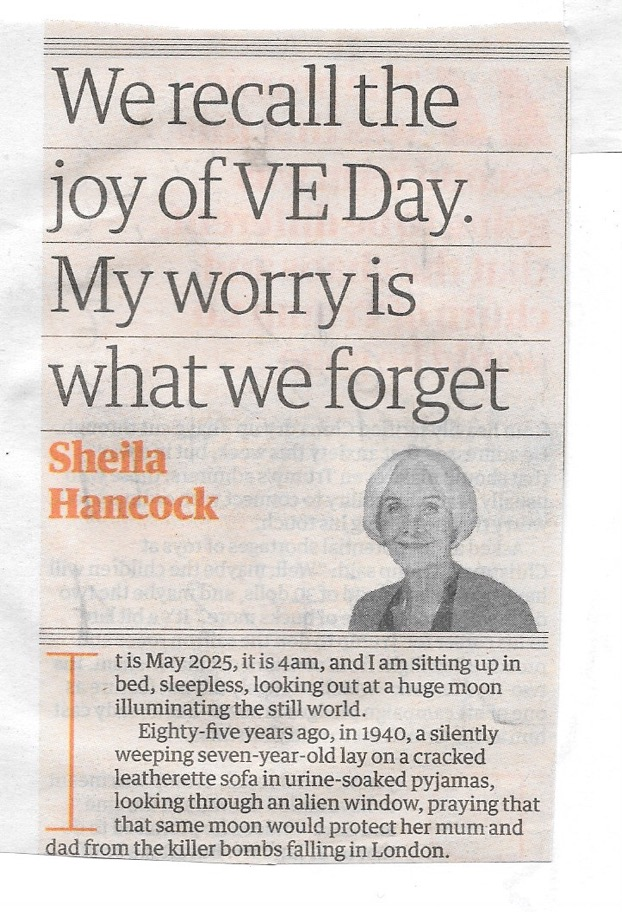 We recall the
joy of VE Day.
My worry is
what we forget
Sheila
Hancock
It is May 2025, it is 4am, and I am sitting up in
bed, sleepless, looking out at a huge moon
illuminating the still world.
Eighty-five years ago, in 1940, a silently
weeping seven-year-old lay on a cracked
leatherette sofa in urine-soaked pyjamas,
looking through an alien window, praying that
that same moon would protect her mum and
dad from the killer bombs falling in London.